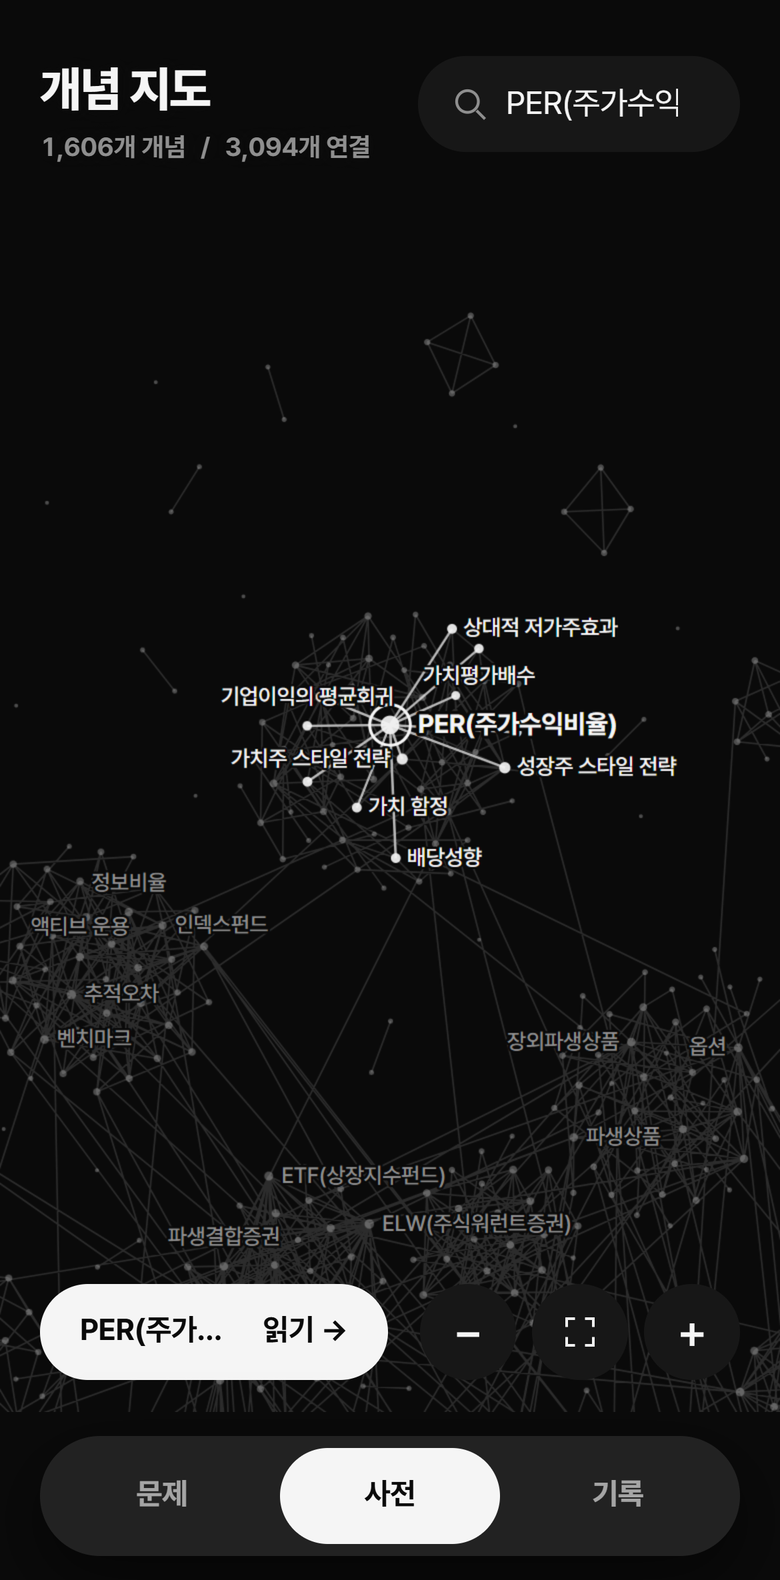 개념 지도
1,606개 개념 / 3,094개 연결
PER(주가수익
상대적 저가주효과
가치평가배수
기업이익의 평균회귀
PER(주가수익비율)
가치주 스타일 전략
성장주 스타일 전략
가치 함정
배당성향
정보비율
액티브 운용
인덱스펀드
추적오차
벤치마크
장외파생상품
옵션
파생상품
ETF(상장지수펀드)
ELW(주식워런트증권)
파생결합증권
PER(주가... 읽기 →
문제
사전
기록